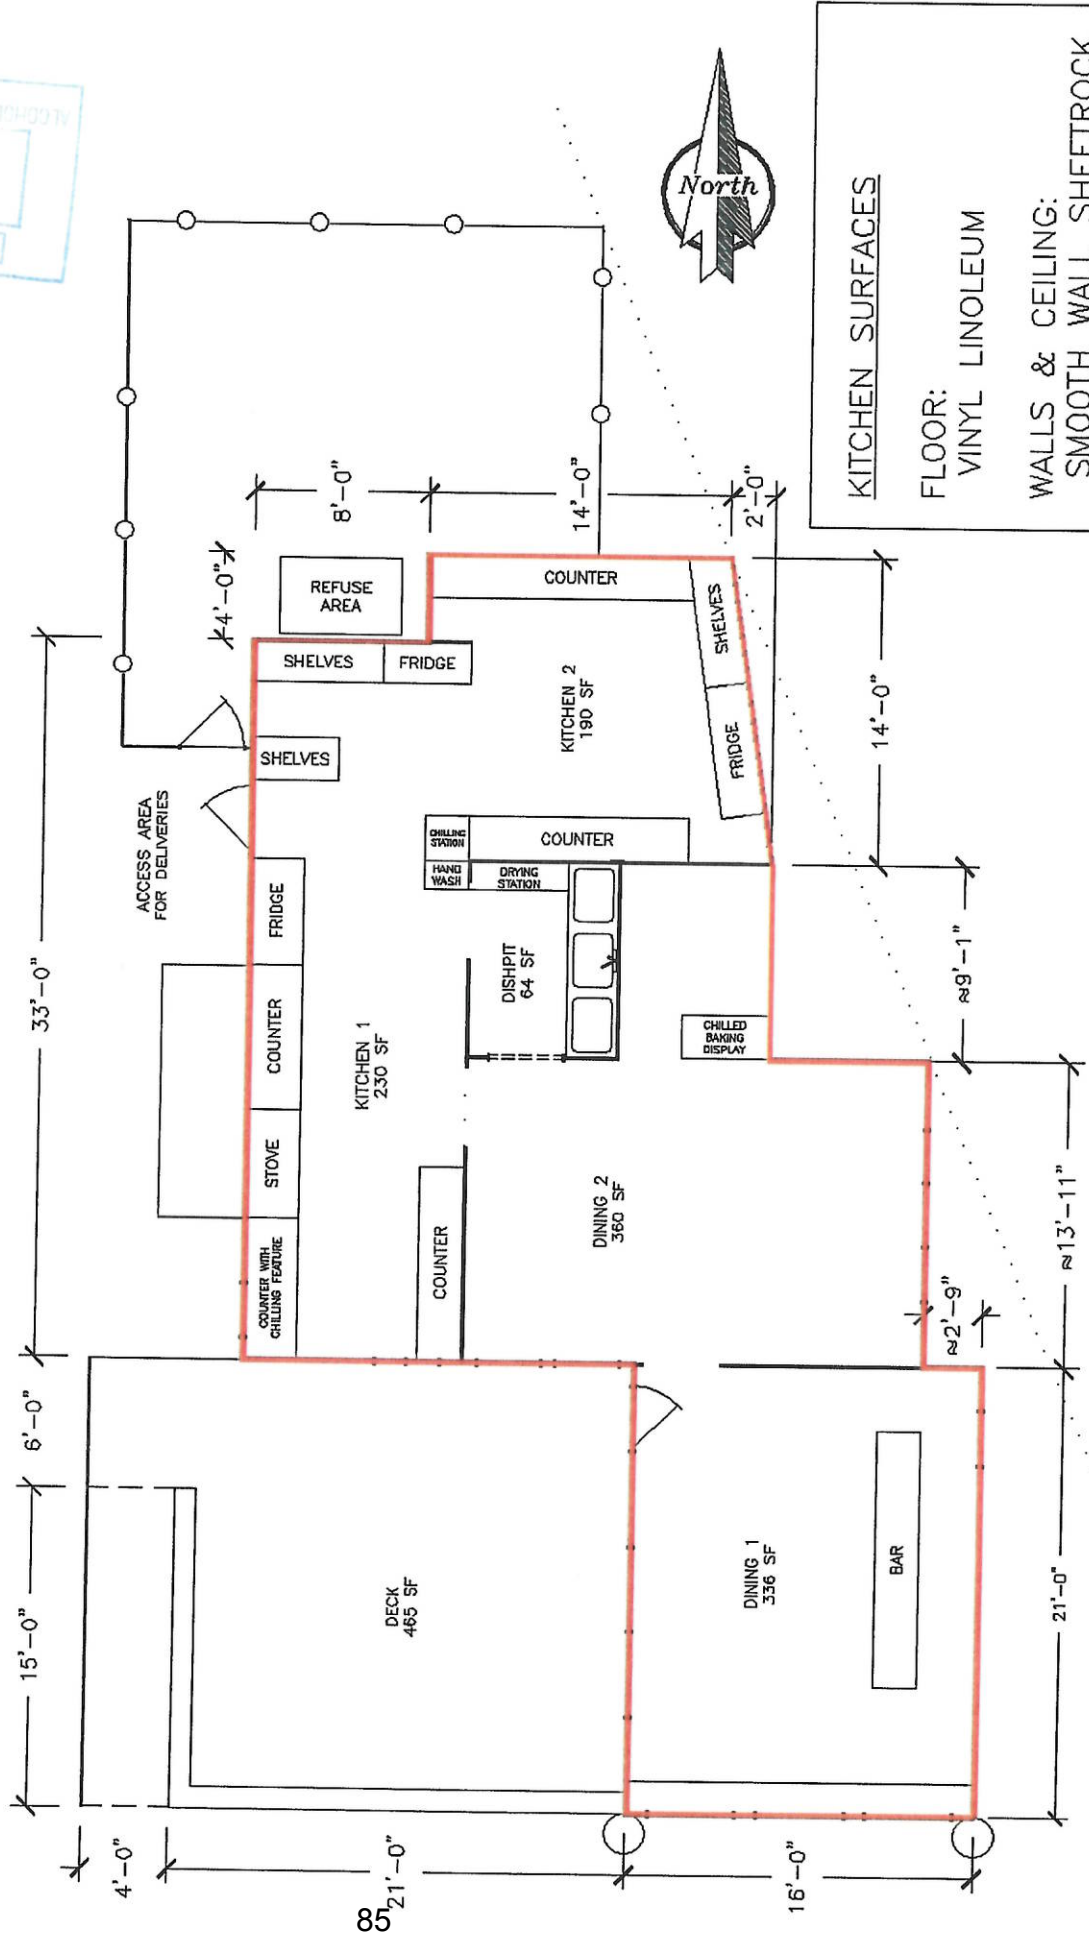 ALCOHOL
North
KITCHEN SURFACES
FLOOR:
VINYL LINOLEUM
WALLS & CEILING:
SMOOTH WALL SHEETROCK
33'-0"
6'-0"
15'-0"
4'-0"
21'-0"
16'-0"
4'-0"
8'-0"
14'-0"
2'-0"
14'-0"
≈9'-1"
≈13'-11"
≈2'-9"
21'-0"
REFUSE
AREA
ACCESS AREA
FOR DELIVERIES
SHELVES
FRIDGE
SHELVES
COUNTER
SHELVES
FRIDGE
KITCHEN 2
190 SF
CHILLING
STATION
COUNTER
HAND
WASH
DRYING
STATION
DISHPIT
64 SF
FRIDGE
COUNTER
STOVE
COUNTER WITH
CHILLING FEATURE
KITCHEN 1
230 SF
COUNTER
CHILLED
BAKING
DISPLAY
DINING 2
360 SF
DECK
465 SF
DINING 1
336 SF
BAR
85